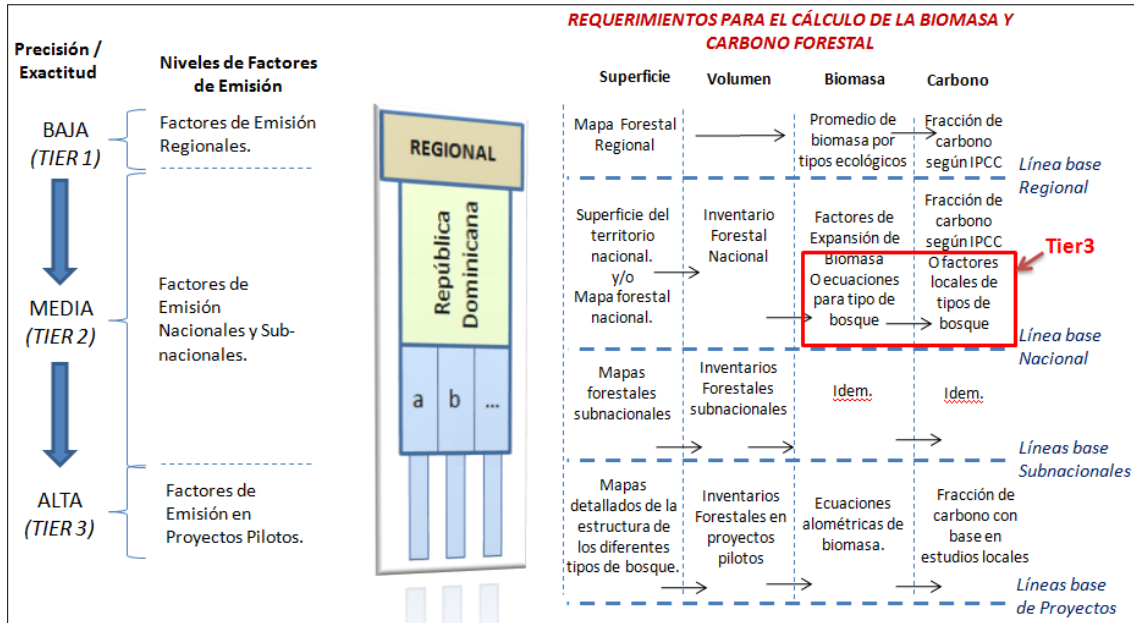 REQUERIMIENTOS PARA EL CÁLCULO DE LA BIOMASA Y
CARBONO FORESTAL
Precisión /
Exactitud
Niveles de Factores
de Emisión
Superficie
Volumen
Biomasa
Carbono
BAJA
(TIER 1)
Factores de Emisión
Regionales.
REGIONAL
Mapa Forestal
Regional
Promedio de
biomasa por
tipos ecológicos
Fracción de
carbono
según IPCC
Línea base
Regional
MEDIA
(TIER 2)
Factores de
Emisión
Nacionales y Sub-
nacionales.
República
Dominicana
a
b
...
Superficie del
territorio
nacional.
y/o
Mapa forestal
nacional.
Inventario
Forestal
Nacional
Factores de
Expansión de
Biomasa
O ecuaciones
para tipo de
bosque
Fracción de
carbono
según IPCC
O factores
locales de
tipos de
bosque
Tier3
Línea base
Nacional
Mapas
forestales
subnacionales
Inventarios
Forestales
subnacionales
Idem.
Idem.
Líneas base
Subnacionales
ALTA
(TIER 3)
Factores de
Emisión en
Proyectos Pilotos.
Mapas
detallados de la
estructura de
los diferentes
tipos de bosque.
Inventarios
Forestales en
proyectos
pilotos
Ecuaciones
alométricas de
biomasa.
Fracción de
carbono con
base en
estudios locales
Líneas base
de Proyectos